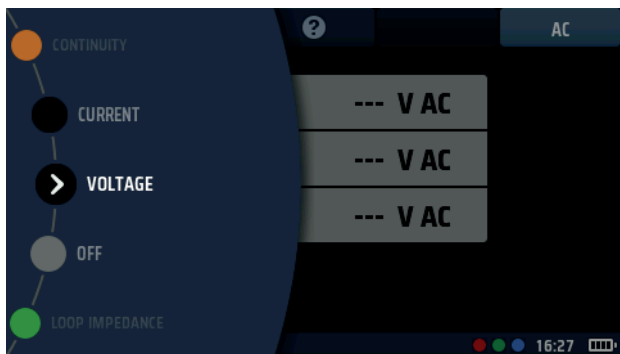 CONTINUITY
CURRENT
VOLTAGE
OFF
LOOP IMPEDANCE
?
AC
--- V AC
--- V AC
--- V AC
16:27